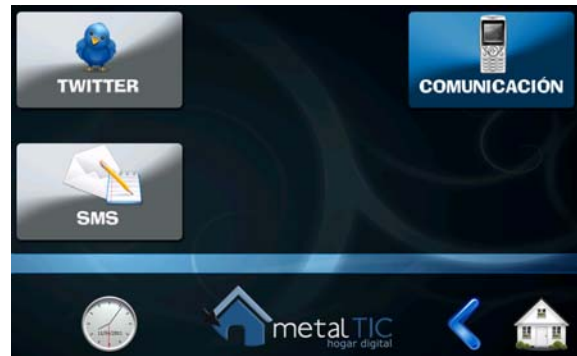 TWITTER
COMUNICACIÓN
SMS
metalTIC
hogar digital